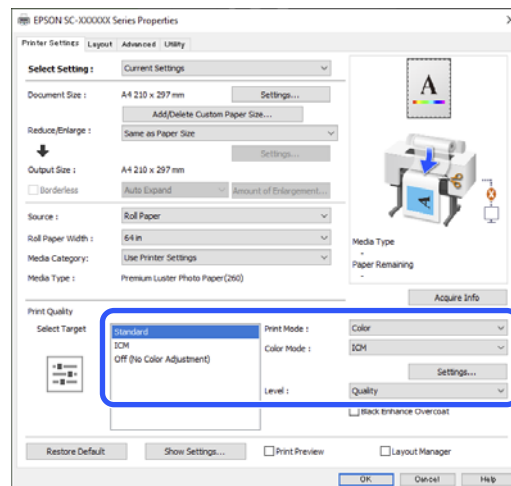 EPSON SC-XXXXXX Series Properties
Printer Settings Layout Advanced Utility
Select Setting : Current Settings
Document Size : A4 210 x 297 mm Settings...
Add/Delete Custom Paper Size...
Reduce/Enlarge : Same as Paper Size
Settings...
Output Size : A4 210 x 297 mm
Borderless Auto Expand Amount of Enlargement...
Source : Roll Paper
Roll Paper Width : 64 in
Media Category: Use Printer Settings
Media Type : Premium Luster Photo Paper(260)
A
Media Type
-
Paper Remaining
-
Acquire Info
Print Quality
Select Target
Standard
ICM
Off (No Color Adjustment)
Print Mode : Color
Color Mode : ICM
Settings...
Level : Quality
Black Enhance Overcoat
Restore Default Show Settings... Print Preview Layout Manager
OK Cancel Help